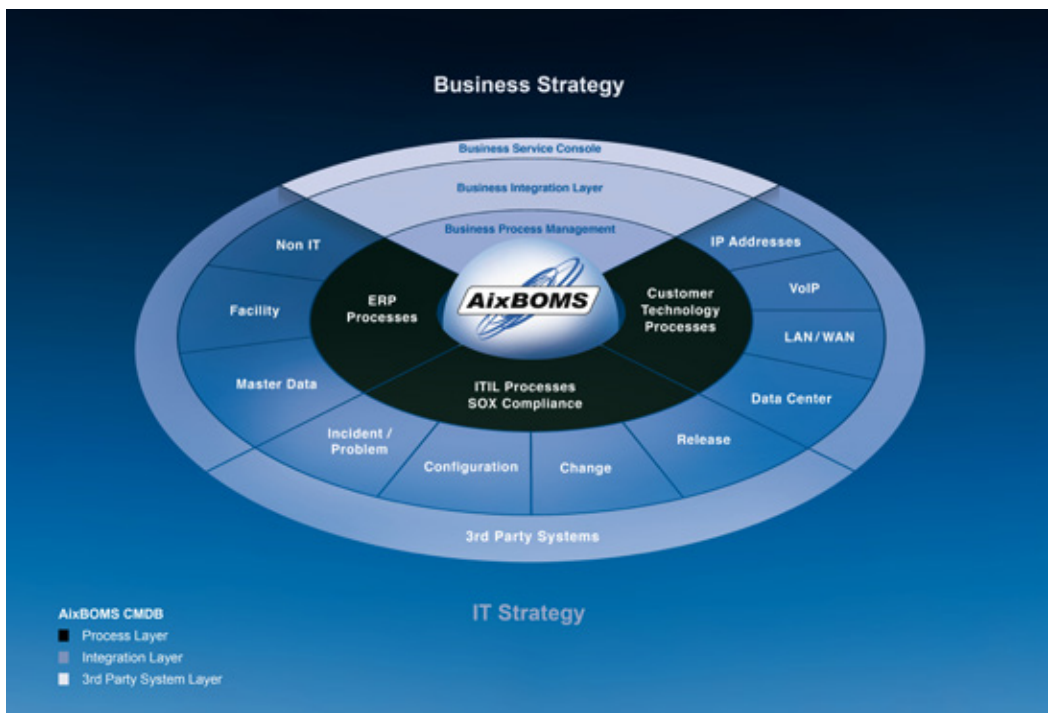 Business Strategy
Business Service Console
Business Integration Layer
Business Process Management
Non IT
Facility
Master Data
ERP
Processes
AixBOMS
Customer
Technology
Processes
IP Addresses
VoIP
LAN/WAN
Data Center
ITIL Processes
SOX Compliance
Incident /
Problem
Configuration
Change
Release
3rd Party Systems
IT Strategy
AixBOMS CMDB
Process Layer
Integration Layer
3rd Party System Layer